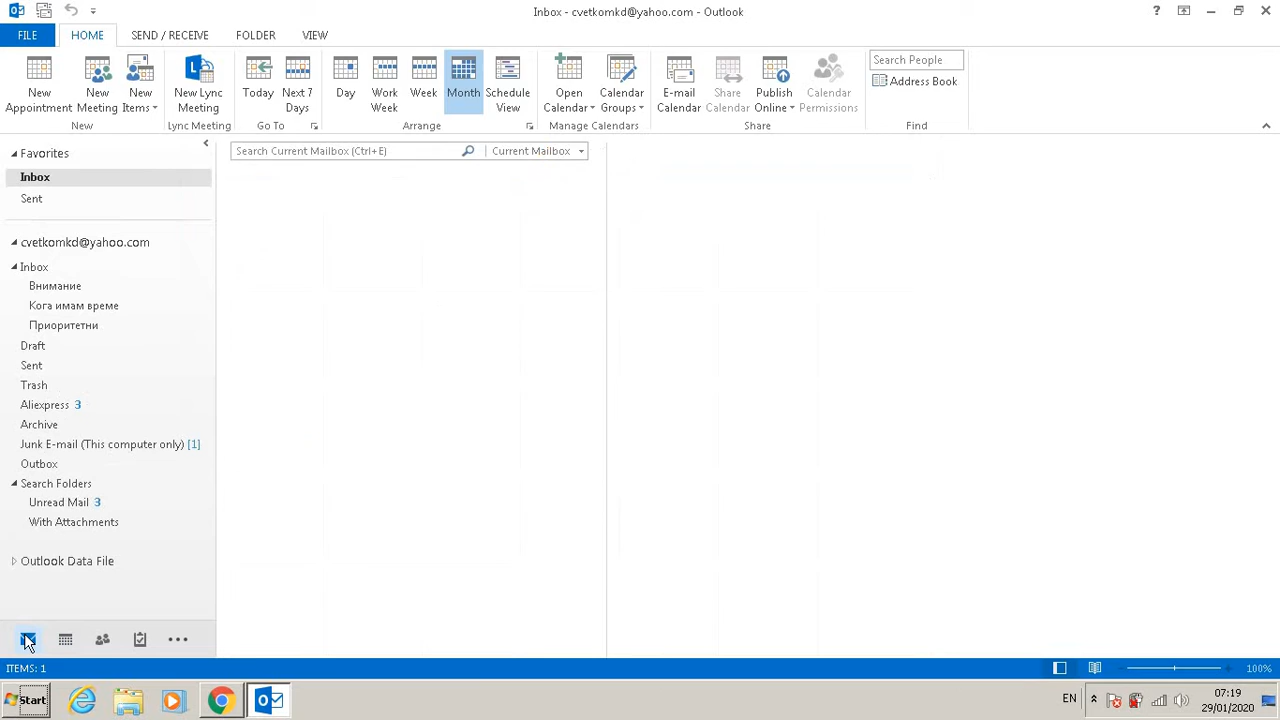 Inbox - cvetkomkd@yahoo.com - Outlook
FILE HOME SEND / RECEIVE FOLDER VIEW
New Appointment
New Meeting
New Items
New Lync Meeting
Today
Next 7 Days
Day
Work Week
Week
Month
Schedule View
Open Calendar
Calendar Groups
E-mail Calendar
Share Calendar
Publish Online
Calendar Permissions
Search People
Address Book
New Lync Meeting Go To Arrange Manage Calendars Share Find
Favorites
Inbox
Sent
cvetkomkd@yahoo.com
Inbox
Внимание
Кога имам време
Приоритетни
Draft
Sent
Trash
Aliexpress 3
Archive
Junk E-mail (This computer only) [1]
Outbox
Search Folders
Unread Mail 3
With Attachments
Outlook Data File
Search Current Mailbox (Ctrl+E) Current Mailbox
ITEMS: 1
100%
Start
EN
07:19
29/01/2020